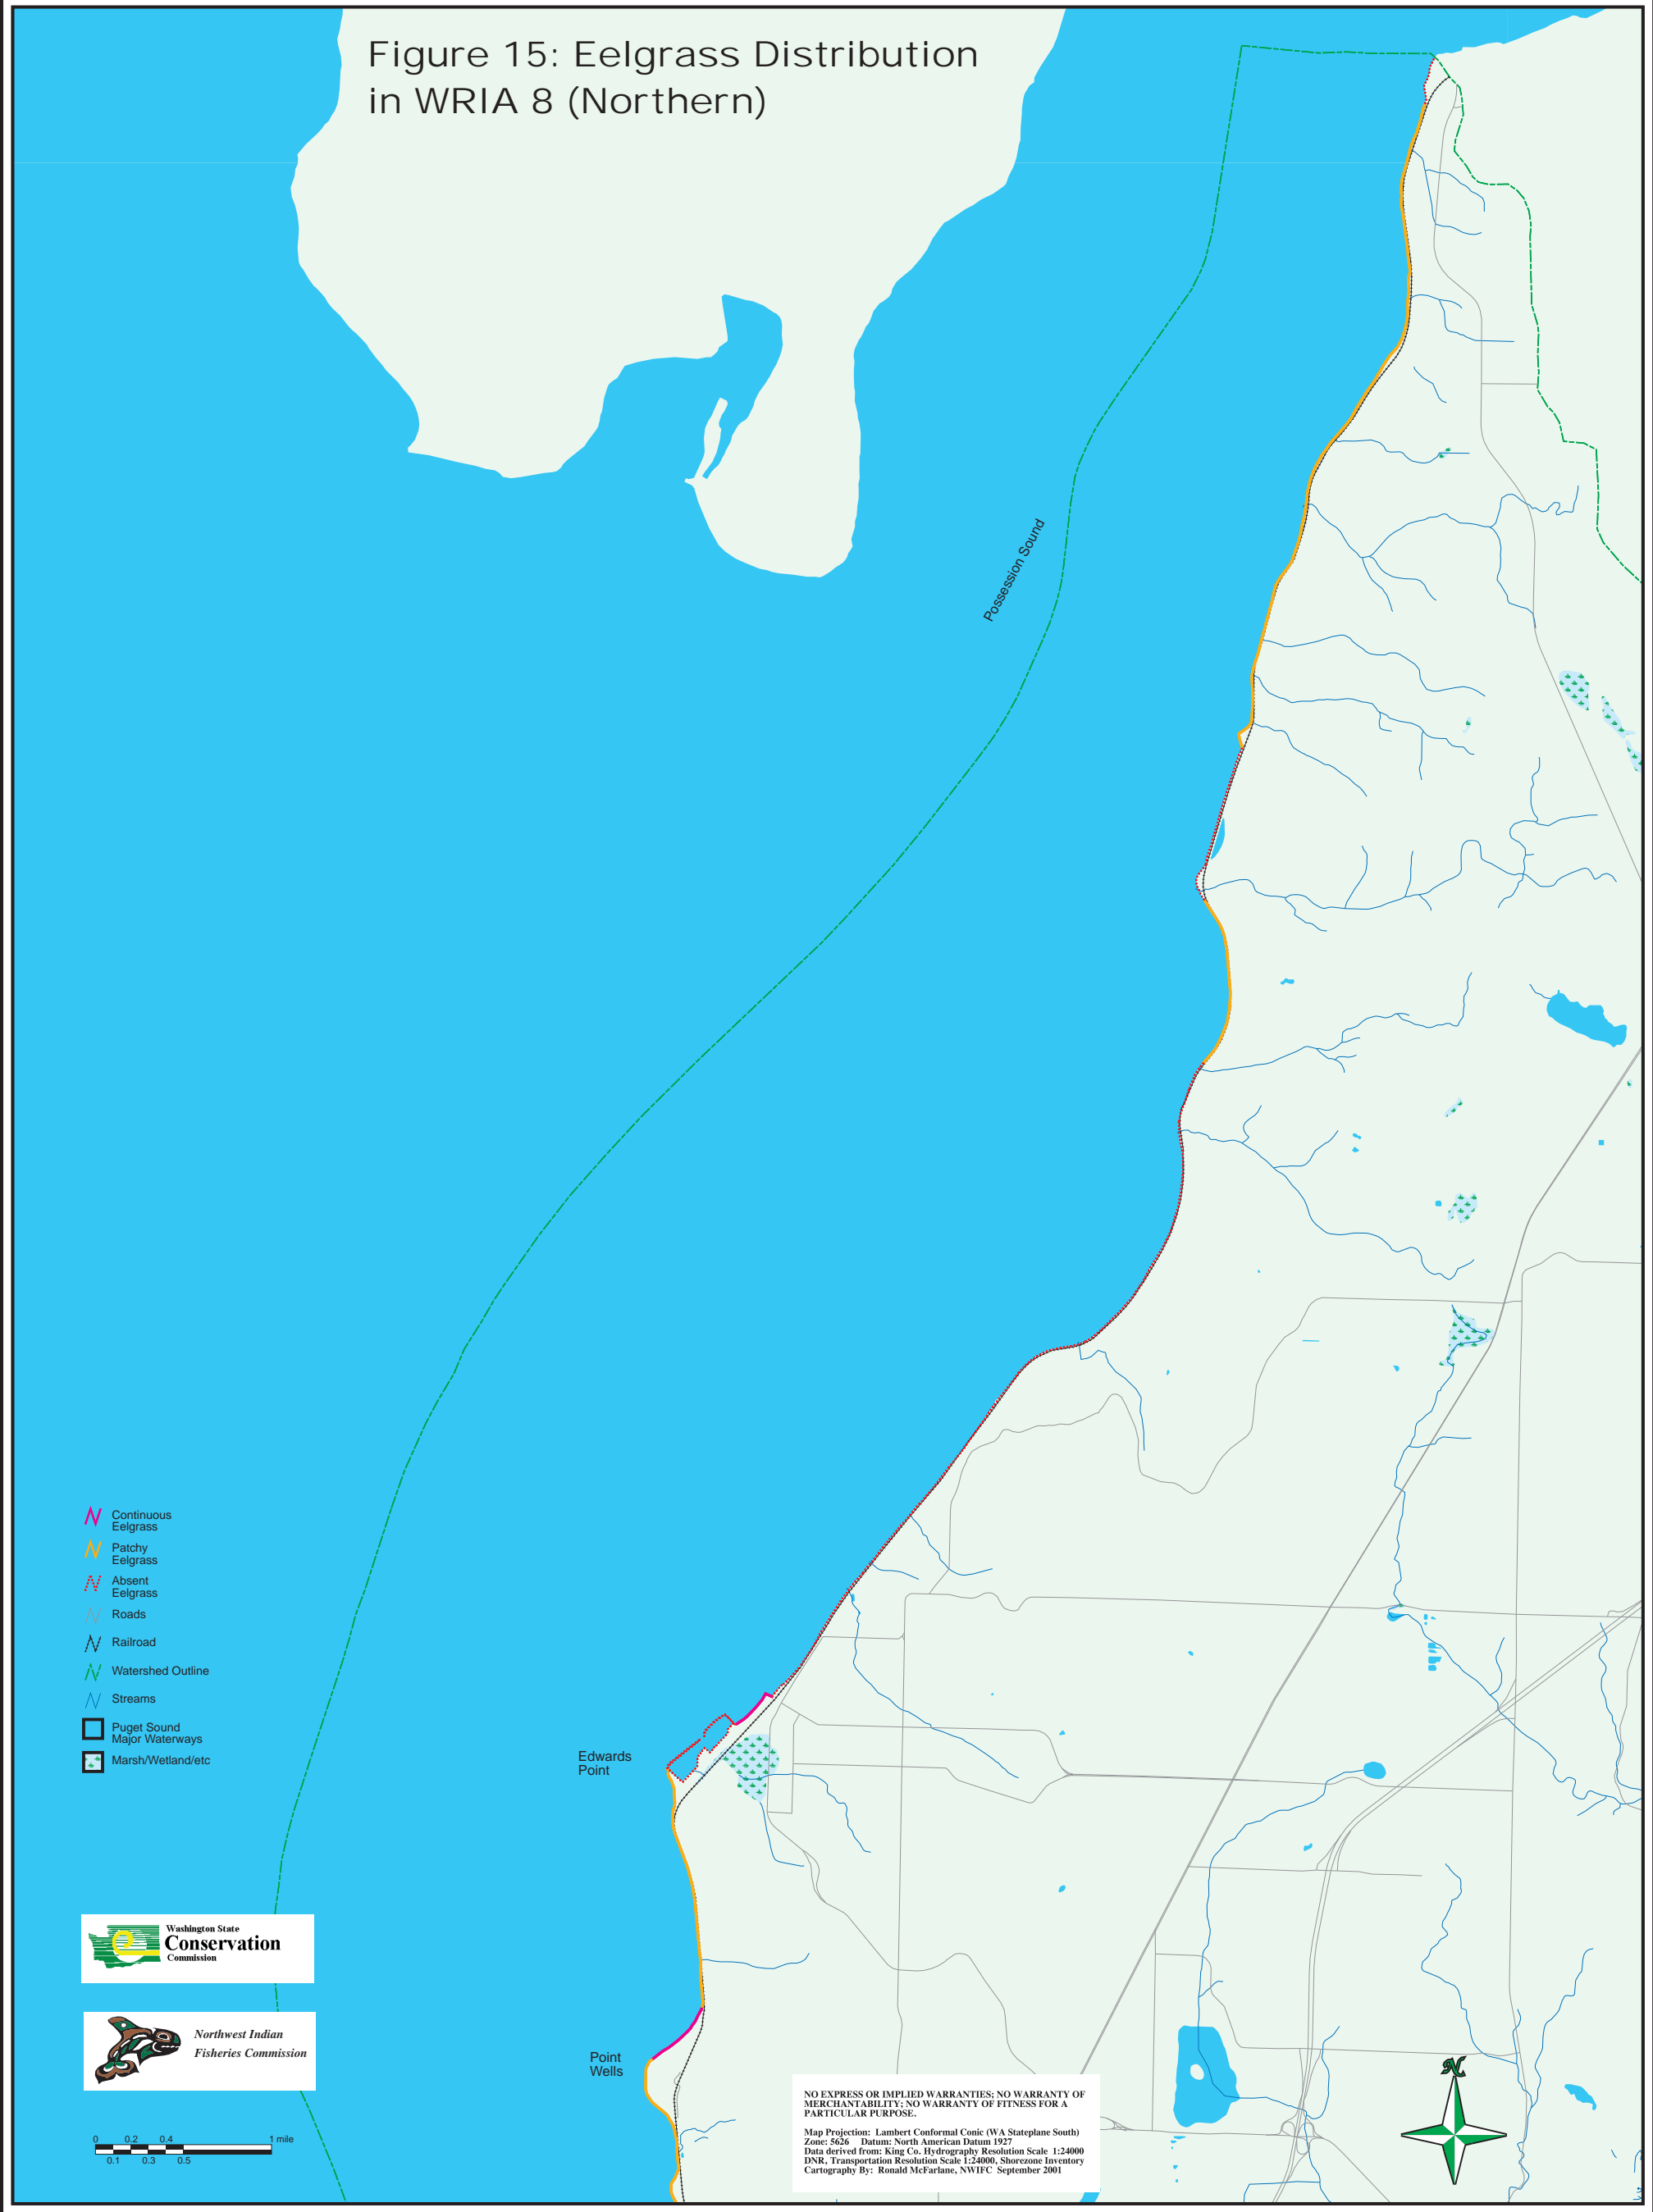 Figure 15: Eelgrass Distribution
in WRIA 8 (Northern)
Possession Sound
Continuous
Eelgrass
Patchy
Eelgrass
Absent
Eelgrass
Roads
Railroad
Watershed Outline
Streams
Puget Sound
Major Waterways
Marsh/Wetland/etc
Edwards
Point
Washington State
Conservation
Commission
Northwest Indian
Fisheries Commission
Point
Wells
0 0.2 0.4 1 mile
0.1 0.3 0.5
N
NO EXPRESS OR IMPLIED WARRANTIES; NO WARRANTY OF
MERCHANTABILITY; NO WARRANTY OF FITNESS FOR A
PARTICULAR PURPOSE.
Map Projection: Lambert Conformal Conic (WA Stateplane South)
Zone: 5626 Datum: North American Datum 1927
Data derived from: King Co. Hydrography Resolution Scale 1:24000
DNR, Transportation Resolution Scale 1:24000, Shorezone Inventory
Cartography By: Ronald McFarlane, NWIFC September 2001